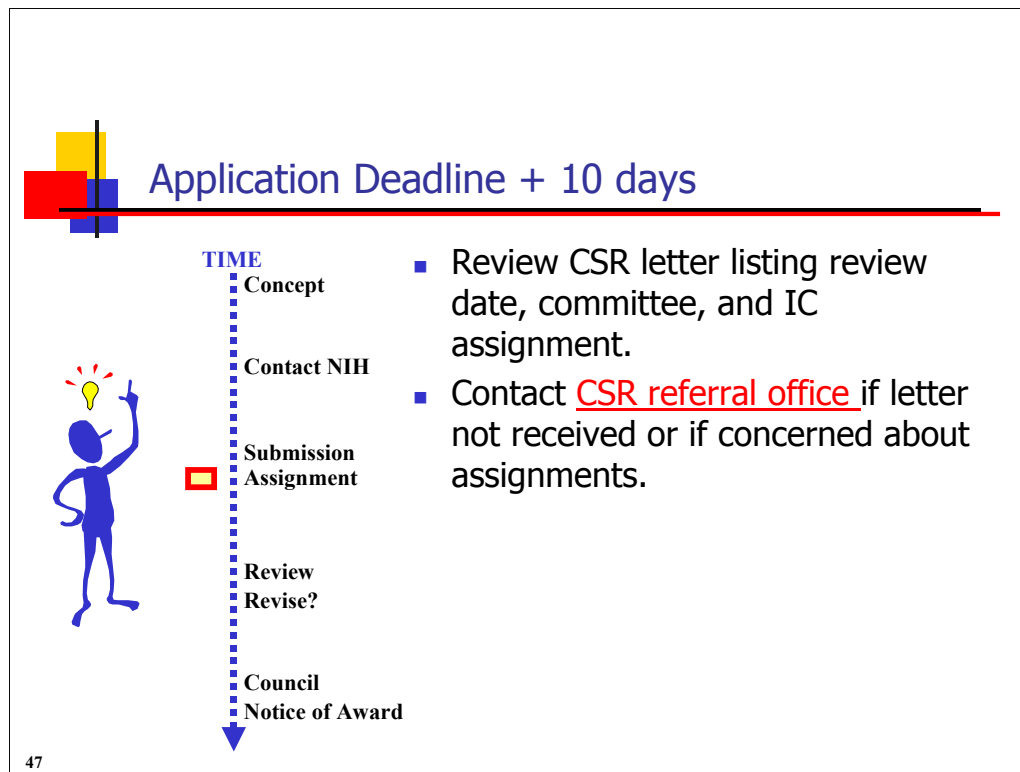 Application Deadline + 10 days
TIME
Concept
Contact NIH
Submission
Assignment
Review
Revise?
Council
Notice of Award
Review CSR letter listing review
date, committee, and IC
assignment.
Contact CSR referral office if letter
not received or if concerned about
assignments.
47